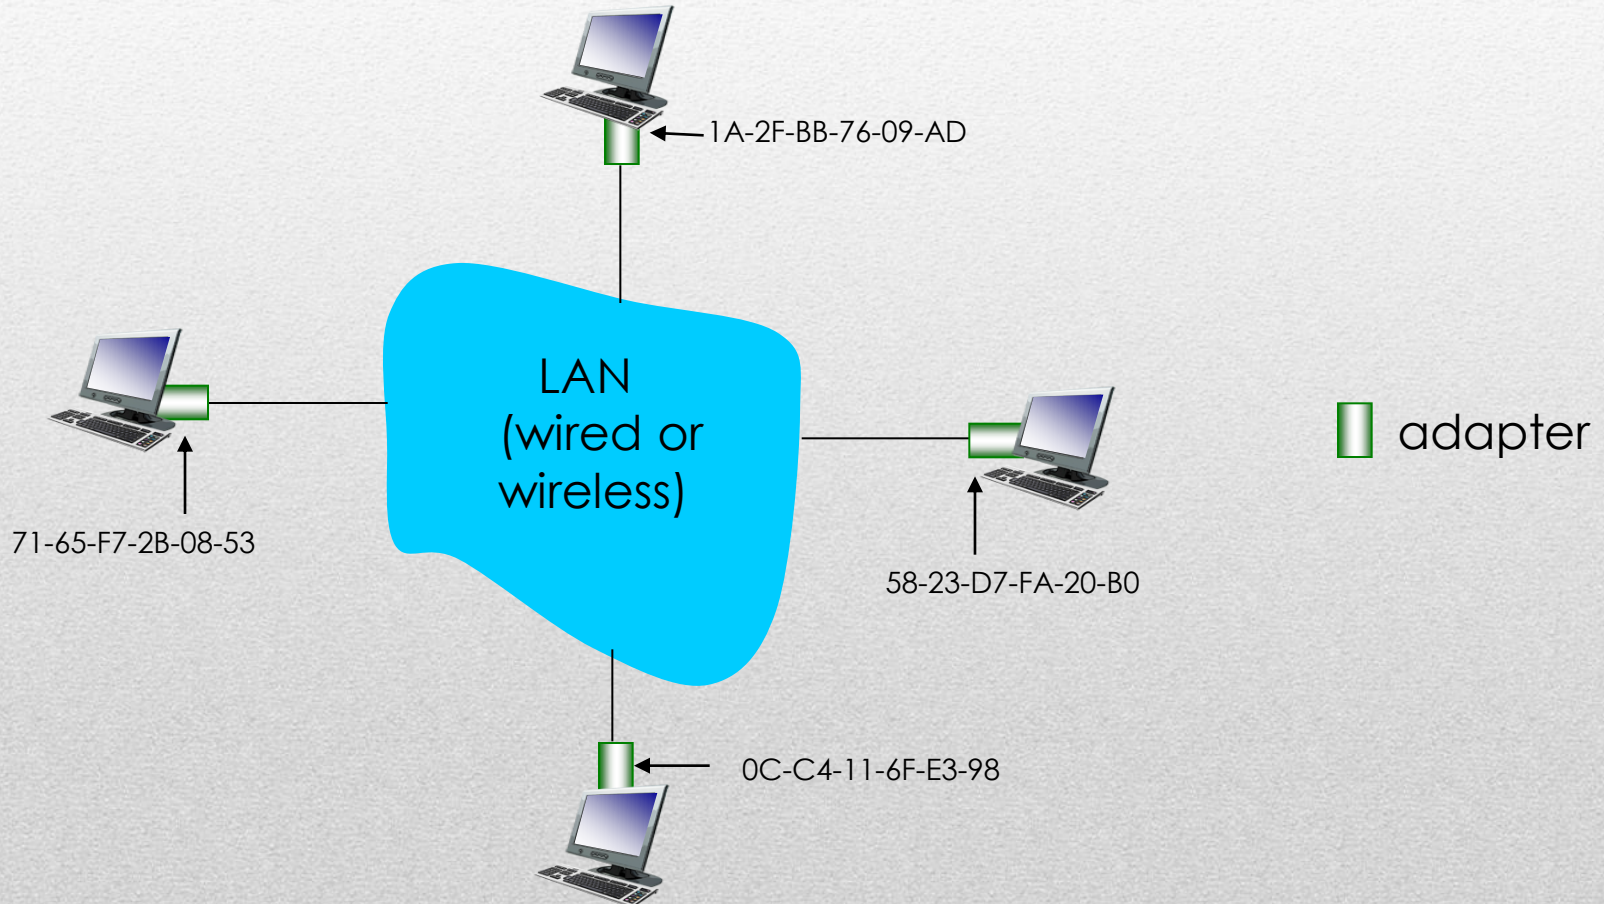 1A-2F-BB-76-09-AD
LAN
(wired or
wireless)
adapter
71-65-F7-2B-08-53
58-23-D7-FA-20-B0
0C-C4-11-6F-E3-98